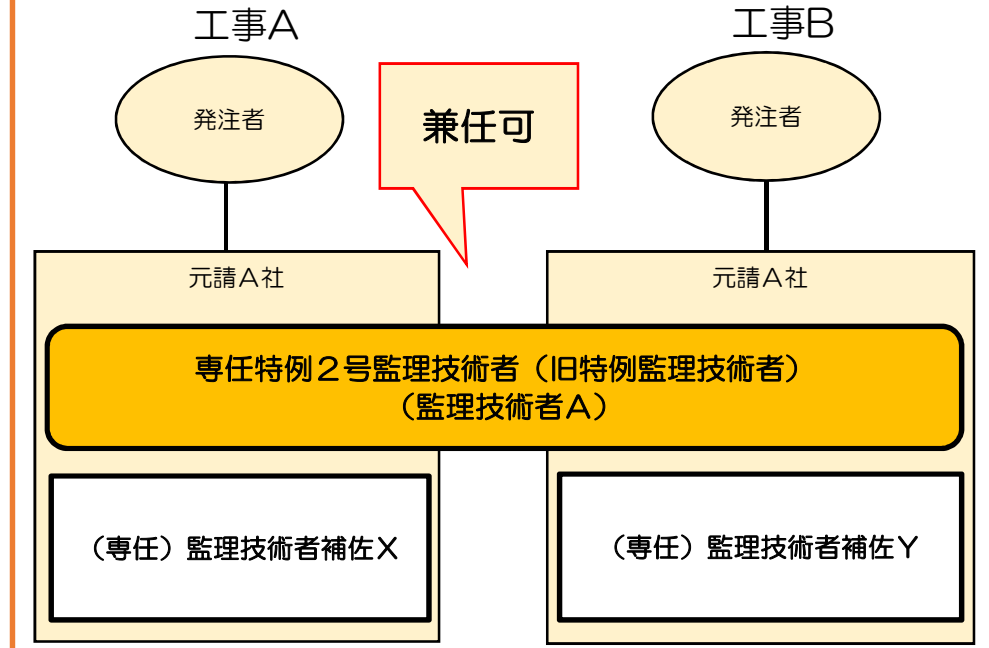 工事A
工事B
発注者
兼任可
発注者
元請A社
元請A社
専任特例２号監理技術者（旧特例監理技術者）
（監理技術者A）
（専任）監理技術者補佐X
（専任）監理技術者補佐Y